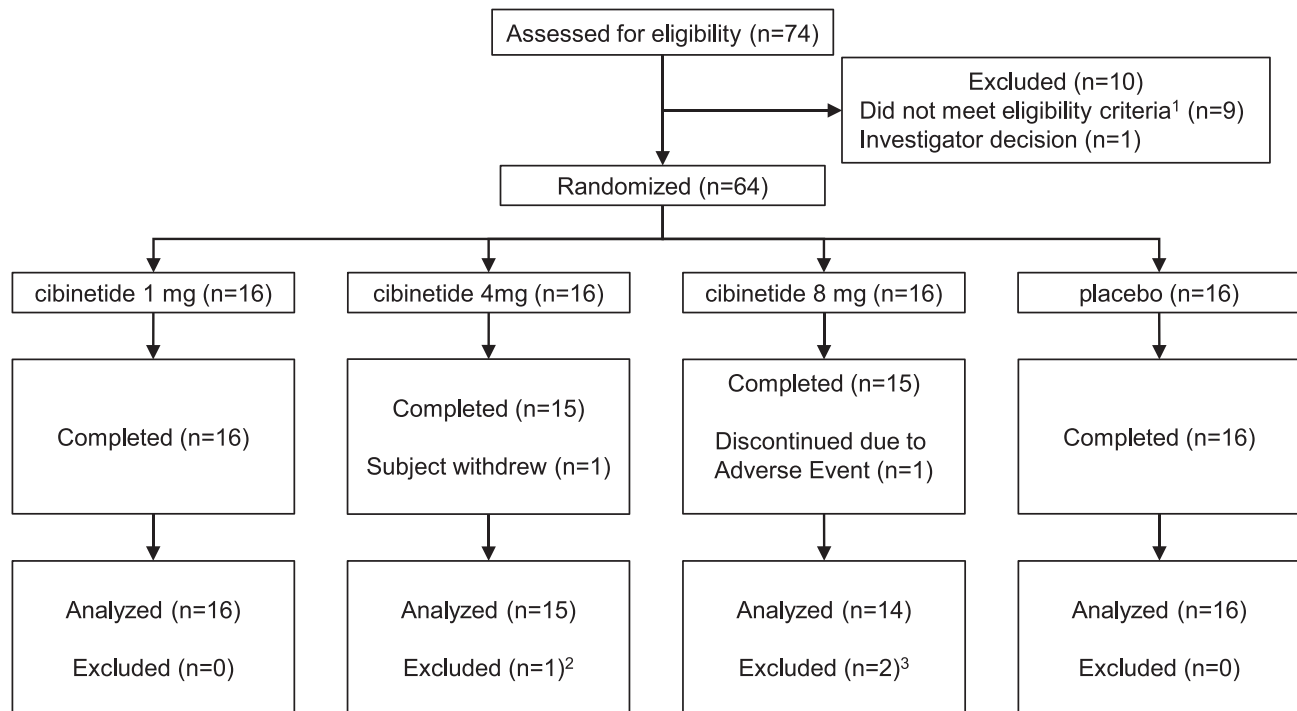 Assessed for eligibility (n=74)
Excluded (n=10)
Did not meet eligibility criteria¹ (n=9)
Investigator decision (n=1)
Randomized (n=64)
cibinetide 1 mg (n=16)
cibinetide 4mg (n=16)
cibinetide 8 mg (n=16)
placebo (n=16)
Completed (n=16)
Completed (n=15)
Subject withdrew (n=1)
Completed (n=15)
Discontinued due to
Adverse Event (n=1)
Completed (n=16)
Analyzed (n=16)
Excluded (n=0)
Analyzed (n=15)
Excluded (n=1)²
Analyzed (n=14)
Excluded (n=2)³
Analyzed (n=16)
Excluded (n=0)